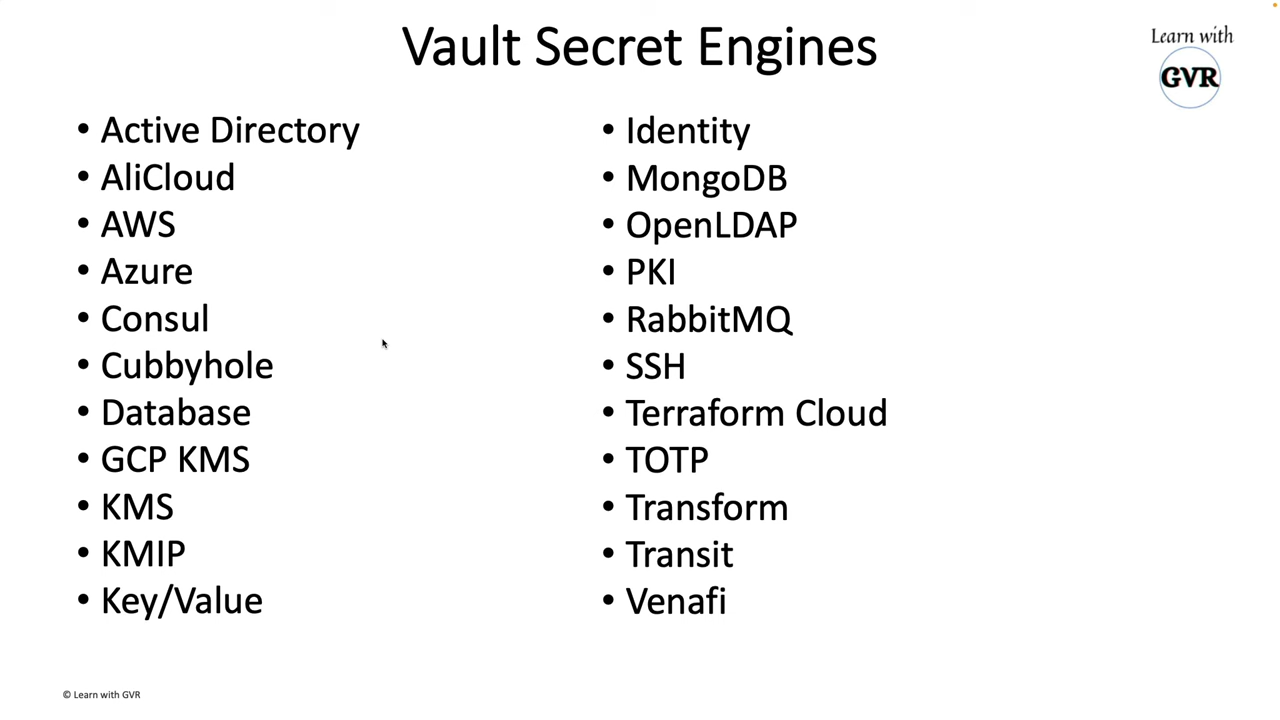 Vault Secret Engines
Learn with
GVR
• Active Directory
• AliCloud
• AWS
• Azure
• Consul
• Cubbyhole
• Database
• GCP KMS
• KMS
• KMIP
• Key/Value
• Identity
• MongoDB
• OpenLDAP
• PKI
• RabbitMQ
• SSH
• Terraform Cloud
• TOTP
• Transform
• Transit
• Venafi
© Learn with GVR